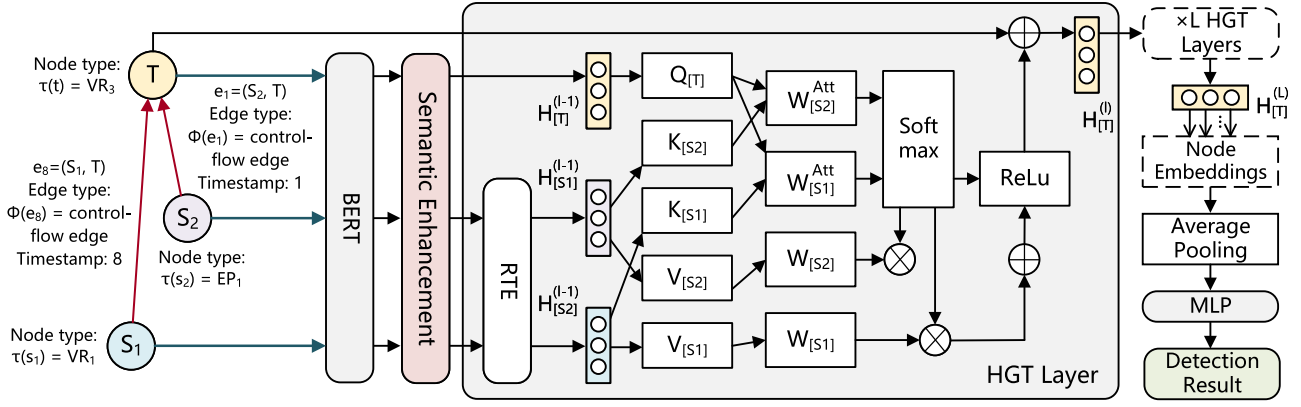 Node type:
τ(t) = VR₃
T
e₁=(S₂, T)
Edge type:
Φ(e₁) = control-
flow edge
Timestamp: 1
e₈=(S₁, T)
Edge type:
Φ(e₈) = control-
flow edge
Timestamp: 8
S₂
Node type:
τ(s₂) = EP₁
Node type:
τ(s₁) = VR₁
S₁
BERT
Semantic Enhancement
RTE
H[T]^(l-1)
H[S1]^(l-1)
H[S2]^(l-1)
Q[T]
K[S2]
K[S1]
V[S2]
V[S1]
W[S2]^Att
W[S1]^Att
W[S2]
W[S1]
Soft
max
ReLu
H[T]^(l)
HGT Layer
×L HGT
Layers
H[T]^(L)
Node
Embeddings
Average
Pooling
MLP
Detection
Result